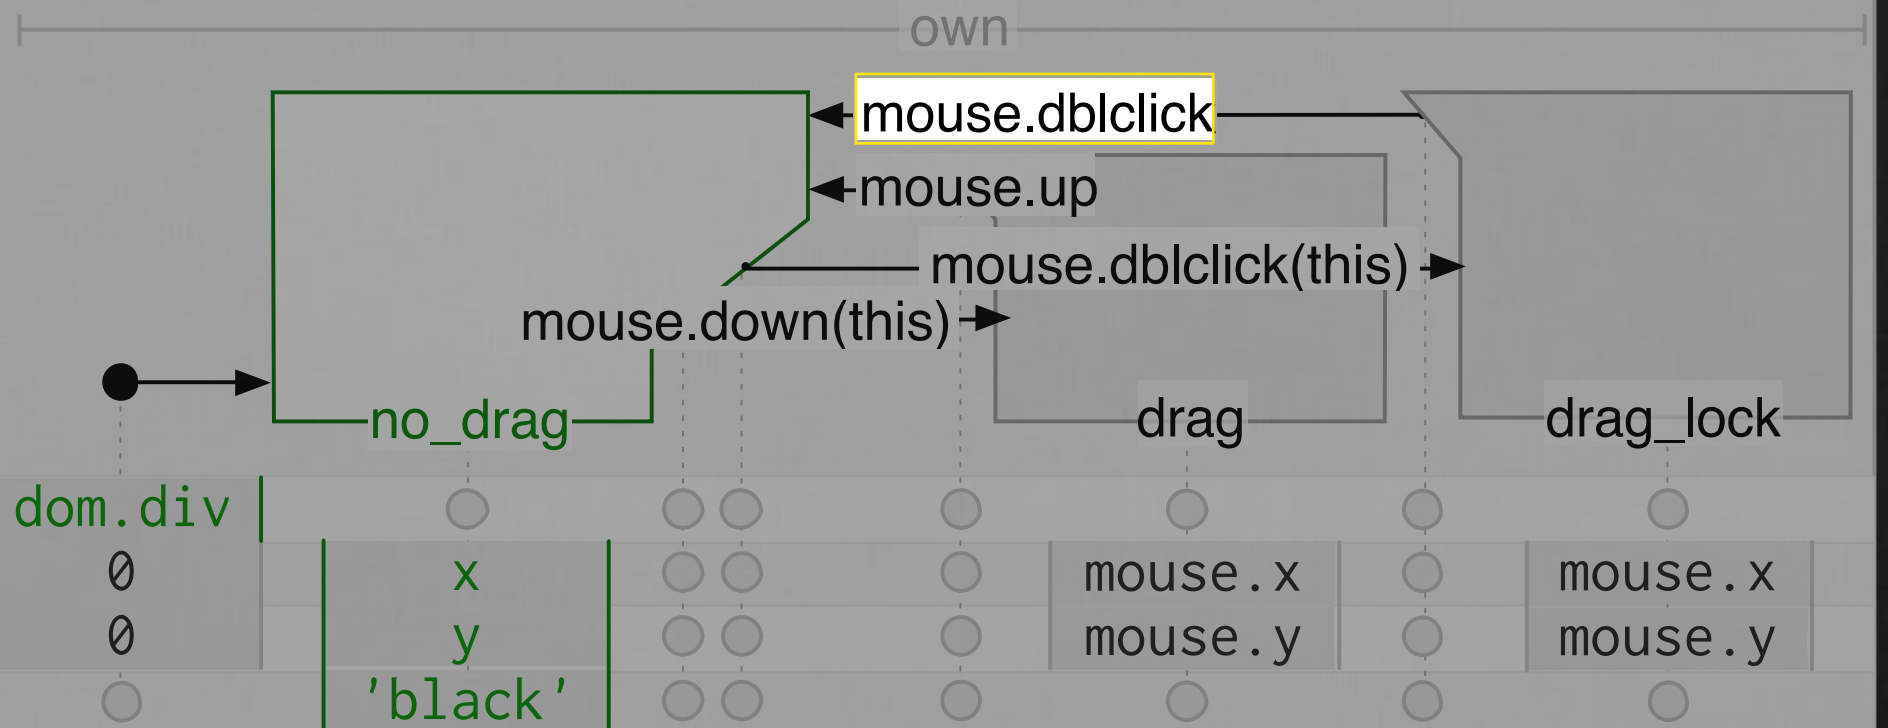 own
mouse.dblclick
mouse.up
mouse.dblclick(this)
mouse.down(this)
no_drag
drag
drag_lock
dom.div
0 x mouse.x mouse.x
0 y mouse.y mouse.y
'black'